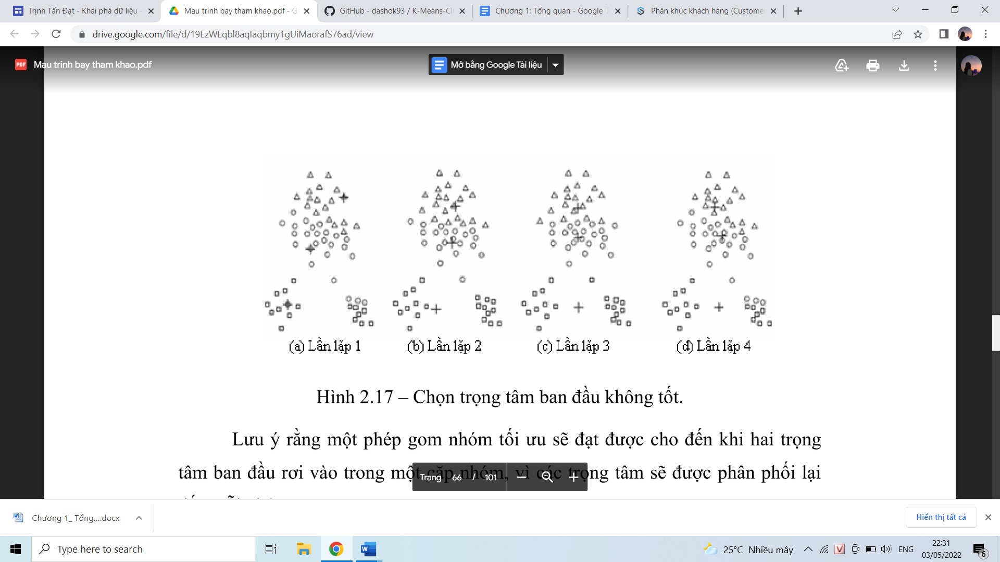 Trịnh Tấn Đạt - Khai phá dữ liệu -
Mau trinh bay tham khao.pdf - G
GitHub - dashok93 / K-Means-Cl
Chương 1: Tổng quan - Google T
Phân khúc khách hàng (Custome
drive.google.com/file/d/19EzWEqbl8aqIaqbmy1gUiMaorafS76ad/view
PDF
Mau trinh bay tham khao.pdf
Mở bằng Google Tài liệu
(a) Lần lặp 1
(b) Lần lặp 2
(c) Lần lặp 3
(d) Lần lặp 4
Hình 2.17 – Chọn trọng tâm ban đầu không tốt.
Lưu ý rằng một phép gom nhóm tối ưu sẽ đạt được cho đến khi hai trọng
tâm ban đầu rơi vào trong một cặp nhóm, vì các trọng tâm sẽ được phân phối lại
Trang 66 / 101
Chương 1_ Tổng....docx
Hiển thị tất cả
Type here to search
25°C Nhiều mây
ENG
22:31
03/05/2022
6